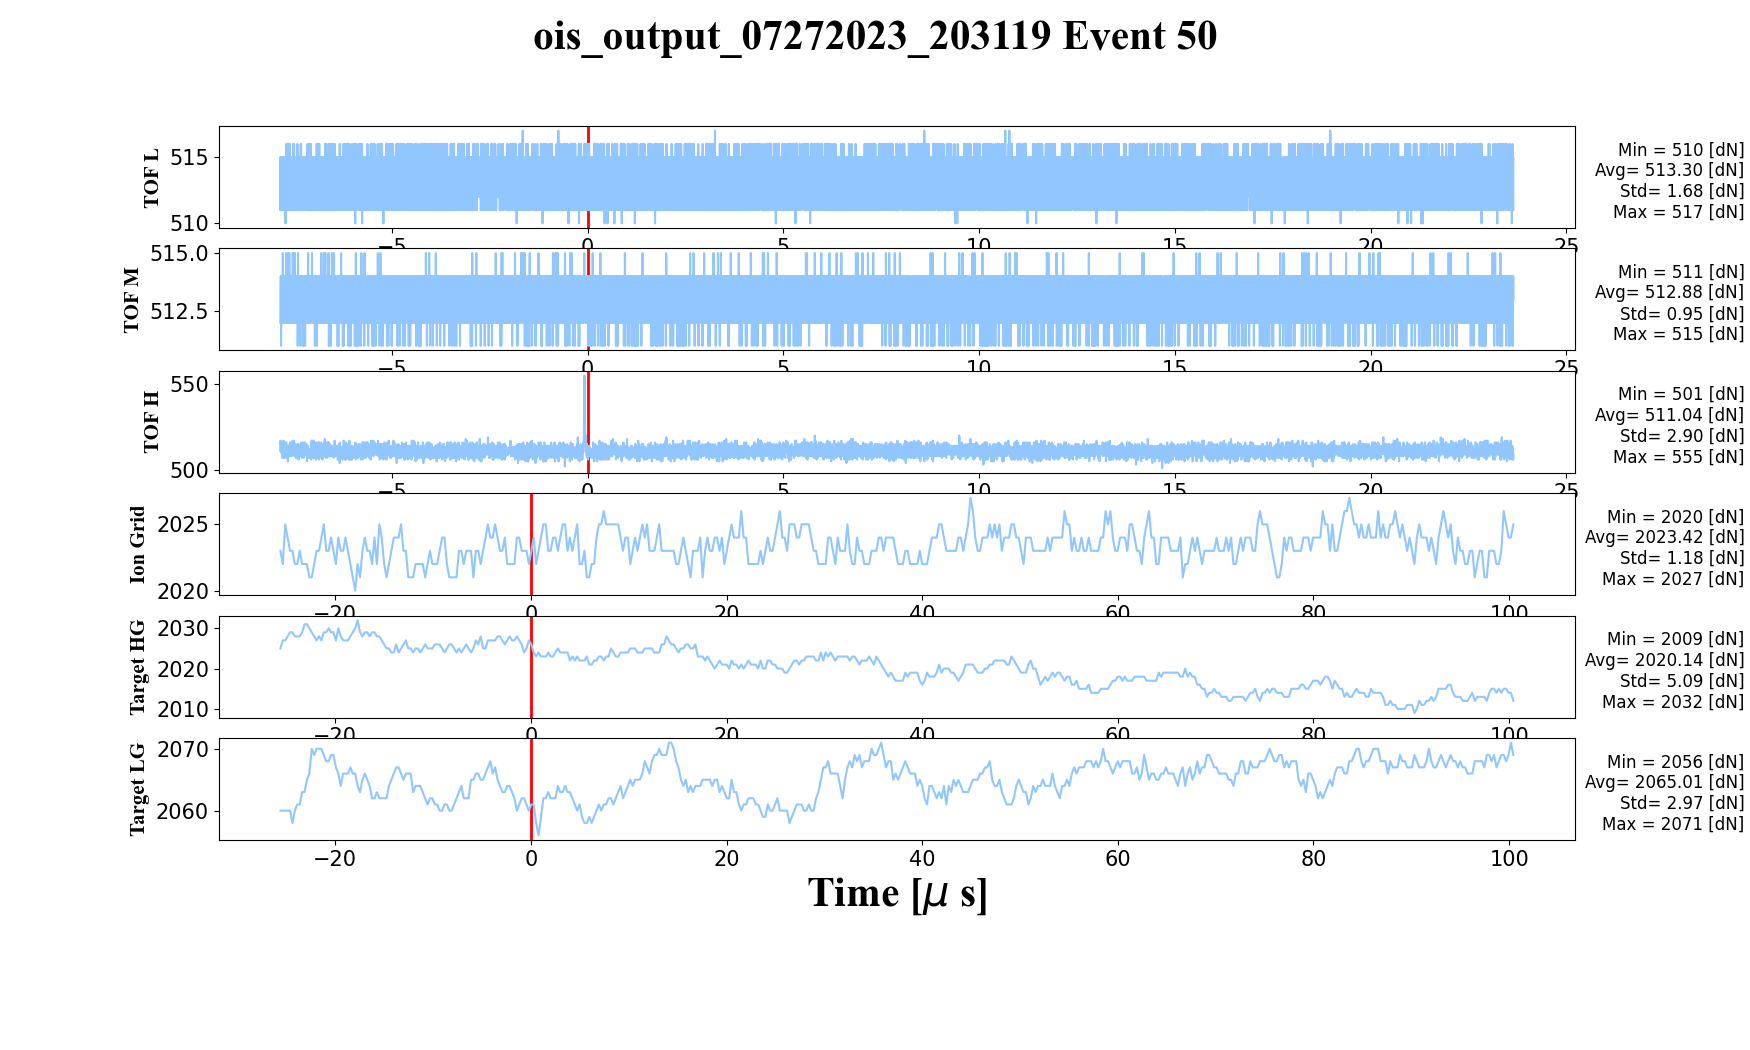 ois_output_07272023_203119 Event 50
TOF L
515
510
Min = 510 [dN]
Avg= 513.30 [dN]
Std= 1.68 [dN]
Max = 517 [dN]
−5 0 5 10 15 20 25
TOF M
515.0
512.5
Min = 511 [dN]
Avg= 512.88 [dN]
Std= 0.95 [dN]
Max = 515 [dN]
−5 0 5 10 15 20 25
TOF H
550
500
Min = 501 [dN]
Avg= 511.04 [dN]
Std= 2.90 [dN]
Max = 555 [dN]
−5 0 5 10 15 20 25
Ion Grid
2025
2020
Min = 2020 [dN]
Avg= 2023.42 [dN]
Std= 1.18 [dN]
Max = 2027 [dN]
−20 0 20 40 60 80 100
Target HG
2030
2020
2010
Min = 2009 [dN]
Avg= 2020.14 [dN]
Std= 5.09 [dN]
Max = 2032 [dN]
−20 0 20 40 60 80 100
Target LG
2070
2060
Min = 2056 [dN]
Avg= 2065.01 [dN]
Std= 2.97 [dN]
Max = 2071 [dN]
−20 0 20 40 60 80 100
Time [μ s]